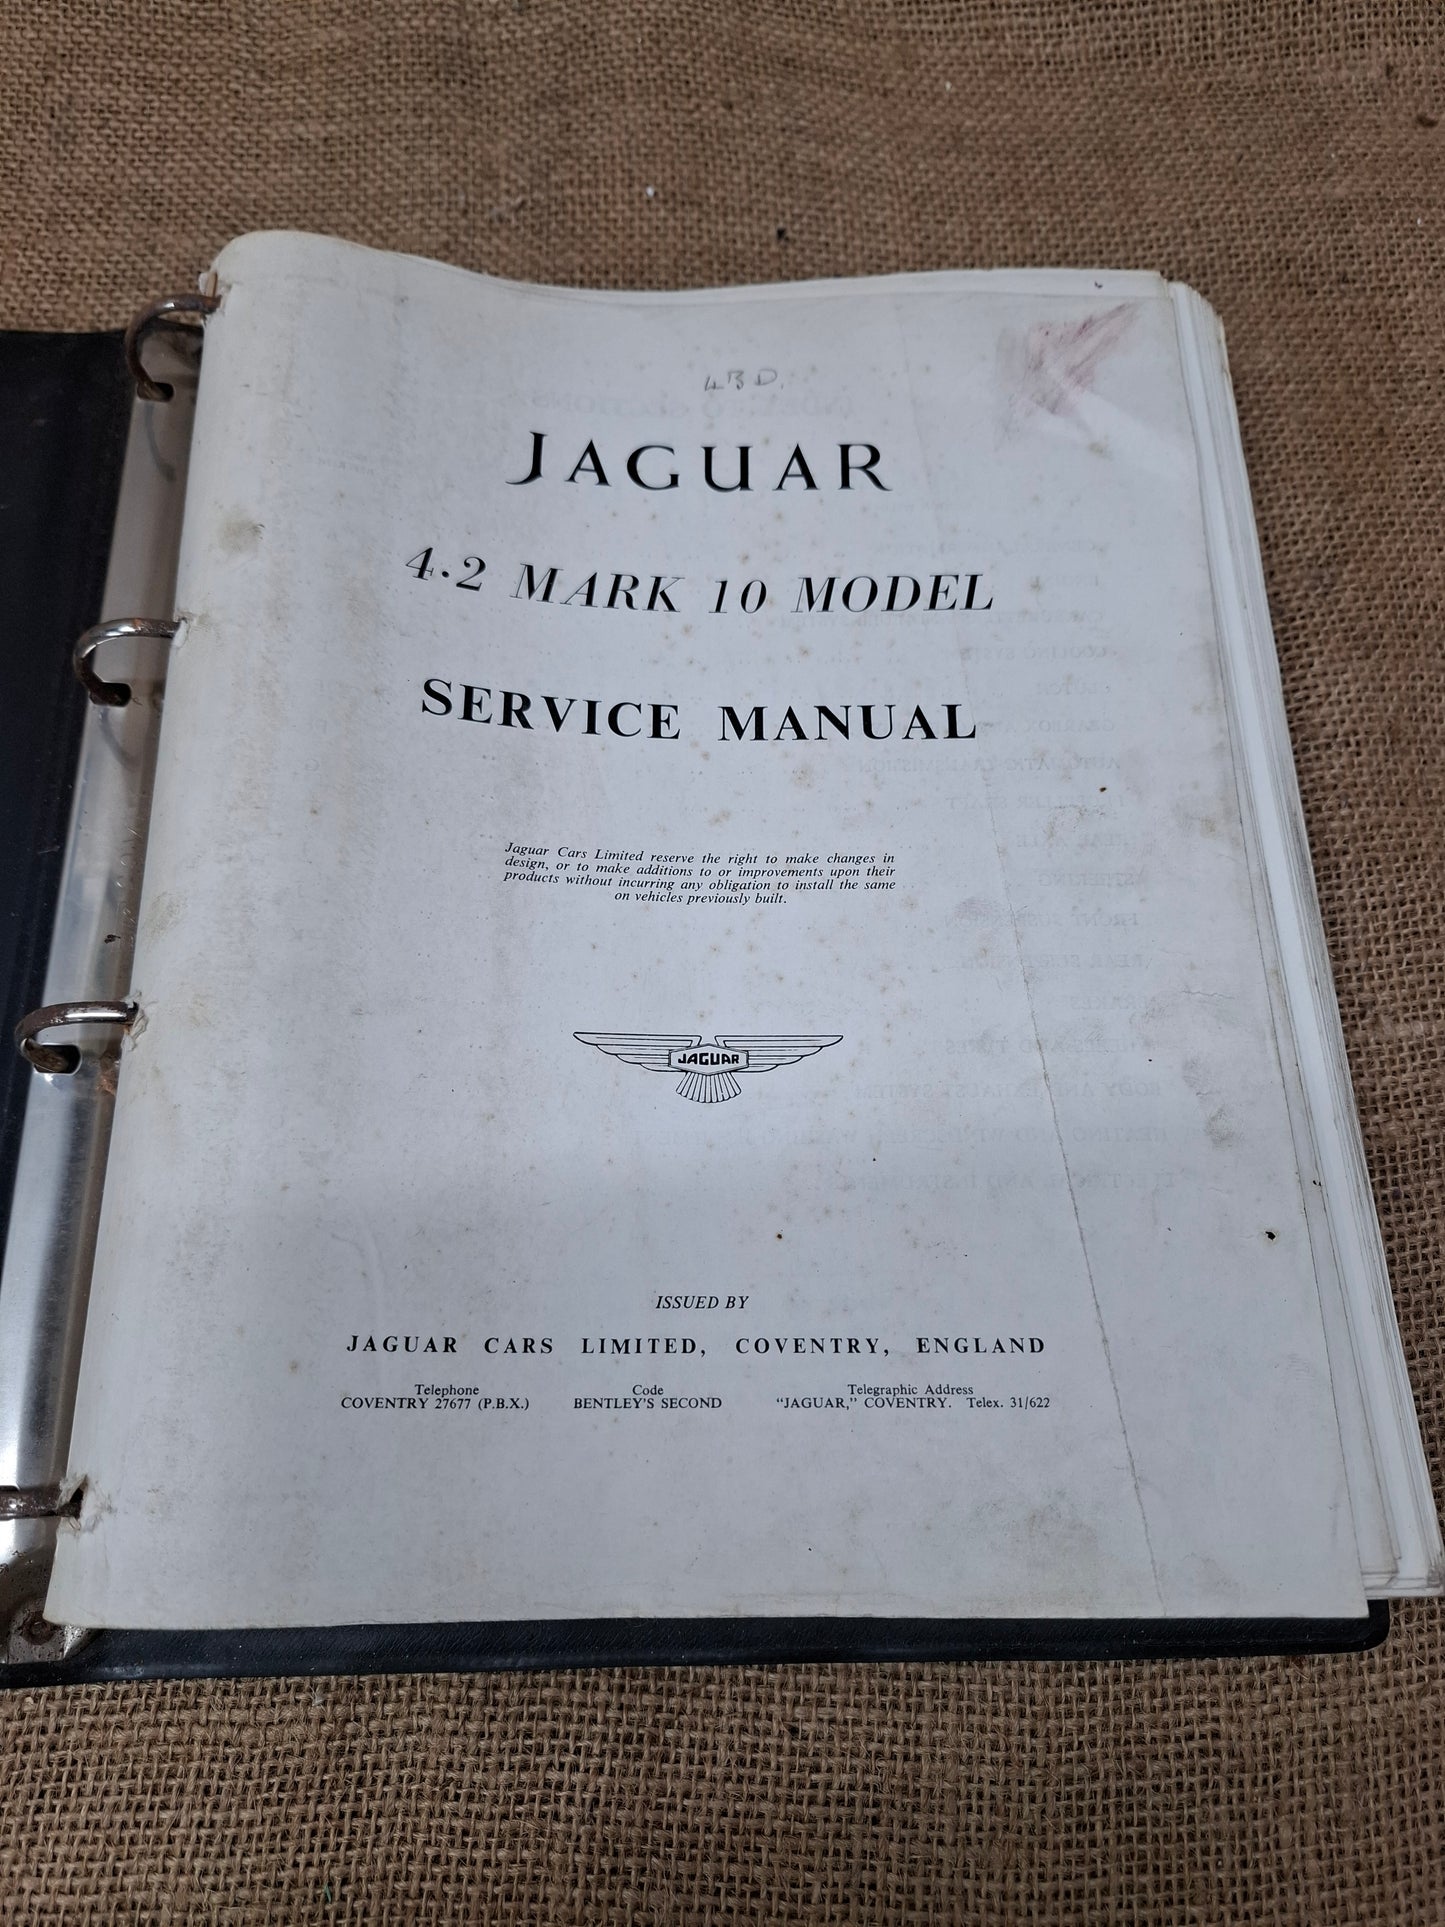 JAGUAR
4.2 MARK 10 MODEL
SERVICE MANUAL
Jaguar Cars Limited reserve the right to make changes in
design, or to make additions to or improvements upon their
products without incurring any obligation to install the same
on vehicles previously built.
JAGUAR
ISSUED BY
JAGUAR CARS LIMITED, COVENTRY, ENGLAND
Telephone Code Telegraphic Address
COVENTRY 27677 (P.B.X.) BENTLEY'S SECOND "JAGUAR," COVENTRY. Telex. 31/622